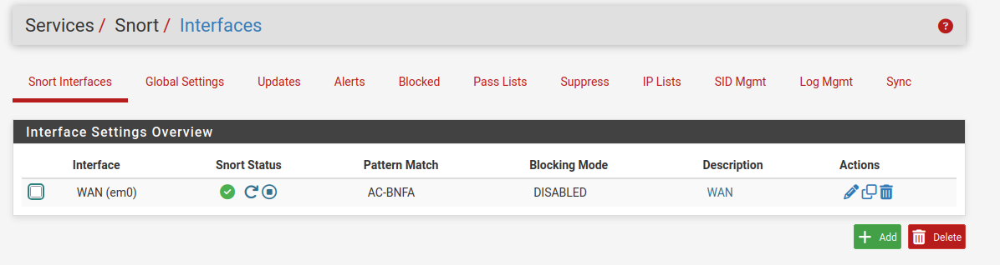 Services / Snort / Interfaces
?
Snort Interfaces Global Settings Updates Alerts Blocked Pass Lists Suppress IP Lists SID Mgmt Log Mgmt Sync
Interface Settings Overview
Interface Snort Status Pattern Match Blocking Mode Description Actions
WAN (em0) AC-BNFA DISABLED WAN
Add Delete